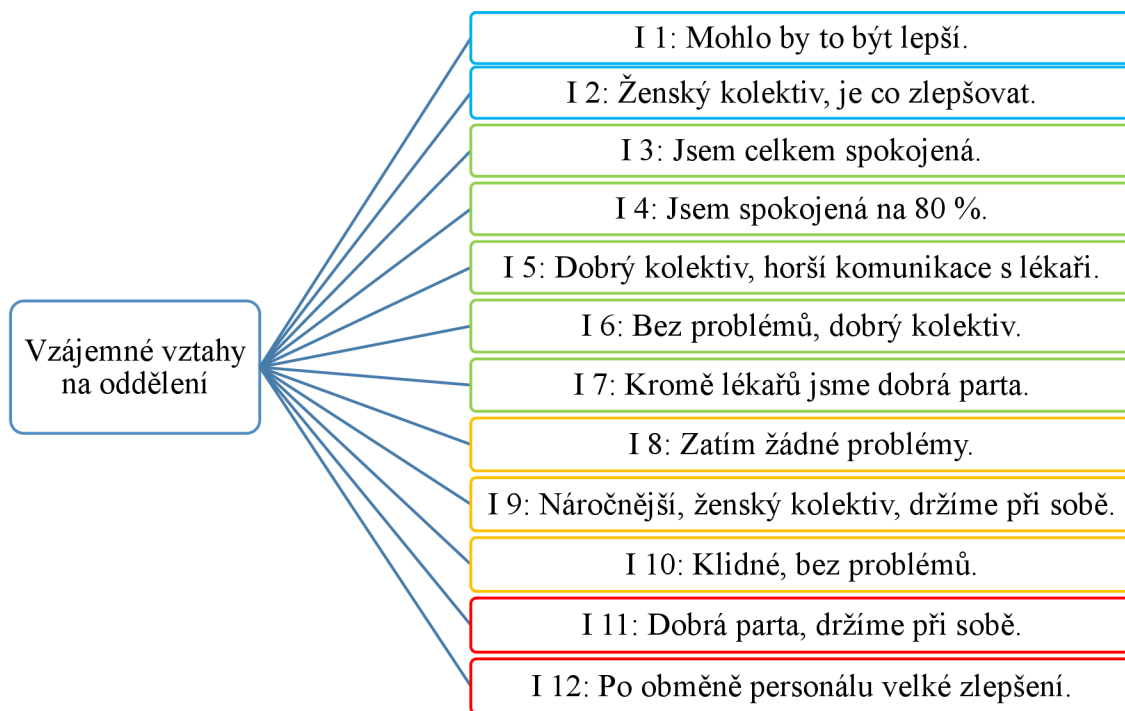 Vzájemné vztahy
na oddělení
I 1: Mohlo by to být lepší.
I 2: Ženský kolektiv, je co zlepšovat.
I 3: Jsem celkem spokojená.
I 4: Jsem spokojená na 80 %.
I 5: Dobrý kolektiv, horší komunikace s lékaři.
I 6: Bez problémů, dobrý kolektiv.
I 7: Kromě lékařů jsme dobrá parta.
I 8: Zatím žádné problémy.
I 9: Náročnější, ženský kolektiv, držíme při sobě.
I 10: Klidné, bez problémů.
I 11: Dobrá parta, držíme při sobě.
I 12: Po obměně personálu velké zlepšení.